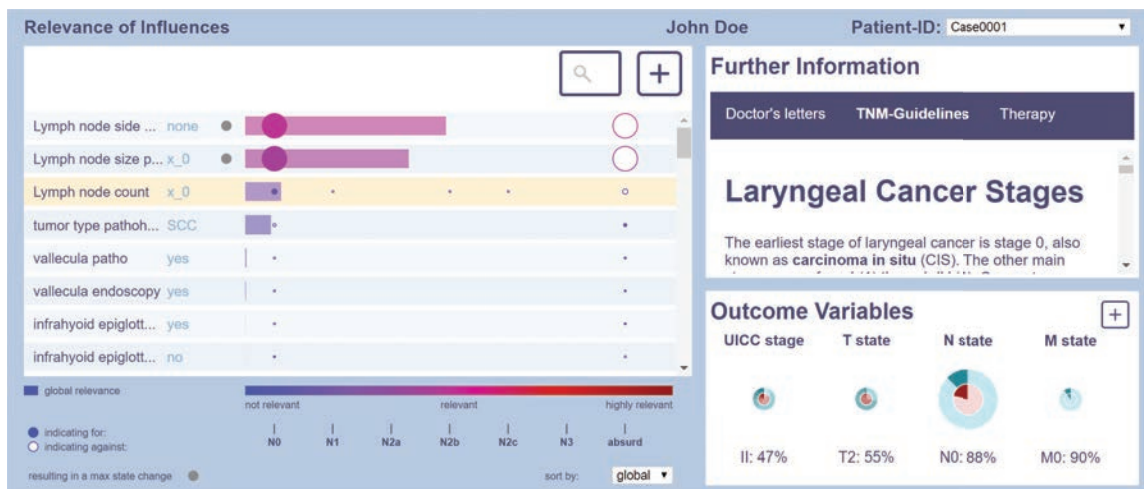 Relevance of Influences
John Doe
Patient-ID: Case0001
Lymph node side ... none
Lymph node size p... x_0
Lymph node count x_0
tumor type pathoh... SCC
vallecula patho yes
vallecula endoscopy yes
infrahyoid epiglott... yes
infrahyoid epiglott... no
global relevance
not relevant relevant highly relevant
indicating for:
indicating against:
N0 N1 N2a N2b N2c N3 absurd
resulting in a max state change
sort by: global
Further Information
Doctor's letters TNM-Guidelines Therapy
Laryngeal Cancer Stages
The earliest stage of laryngeal cancer is stage 0, also
known as carcinoma in situ (CIS). The other main
Outcome Variables
UICC stage T state N state M state
II: 47% T2: 55% N0: 88% M0: 90%